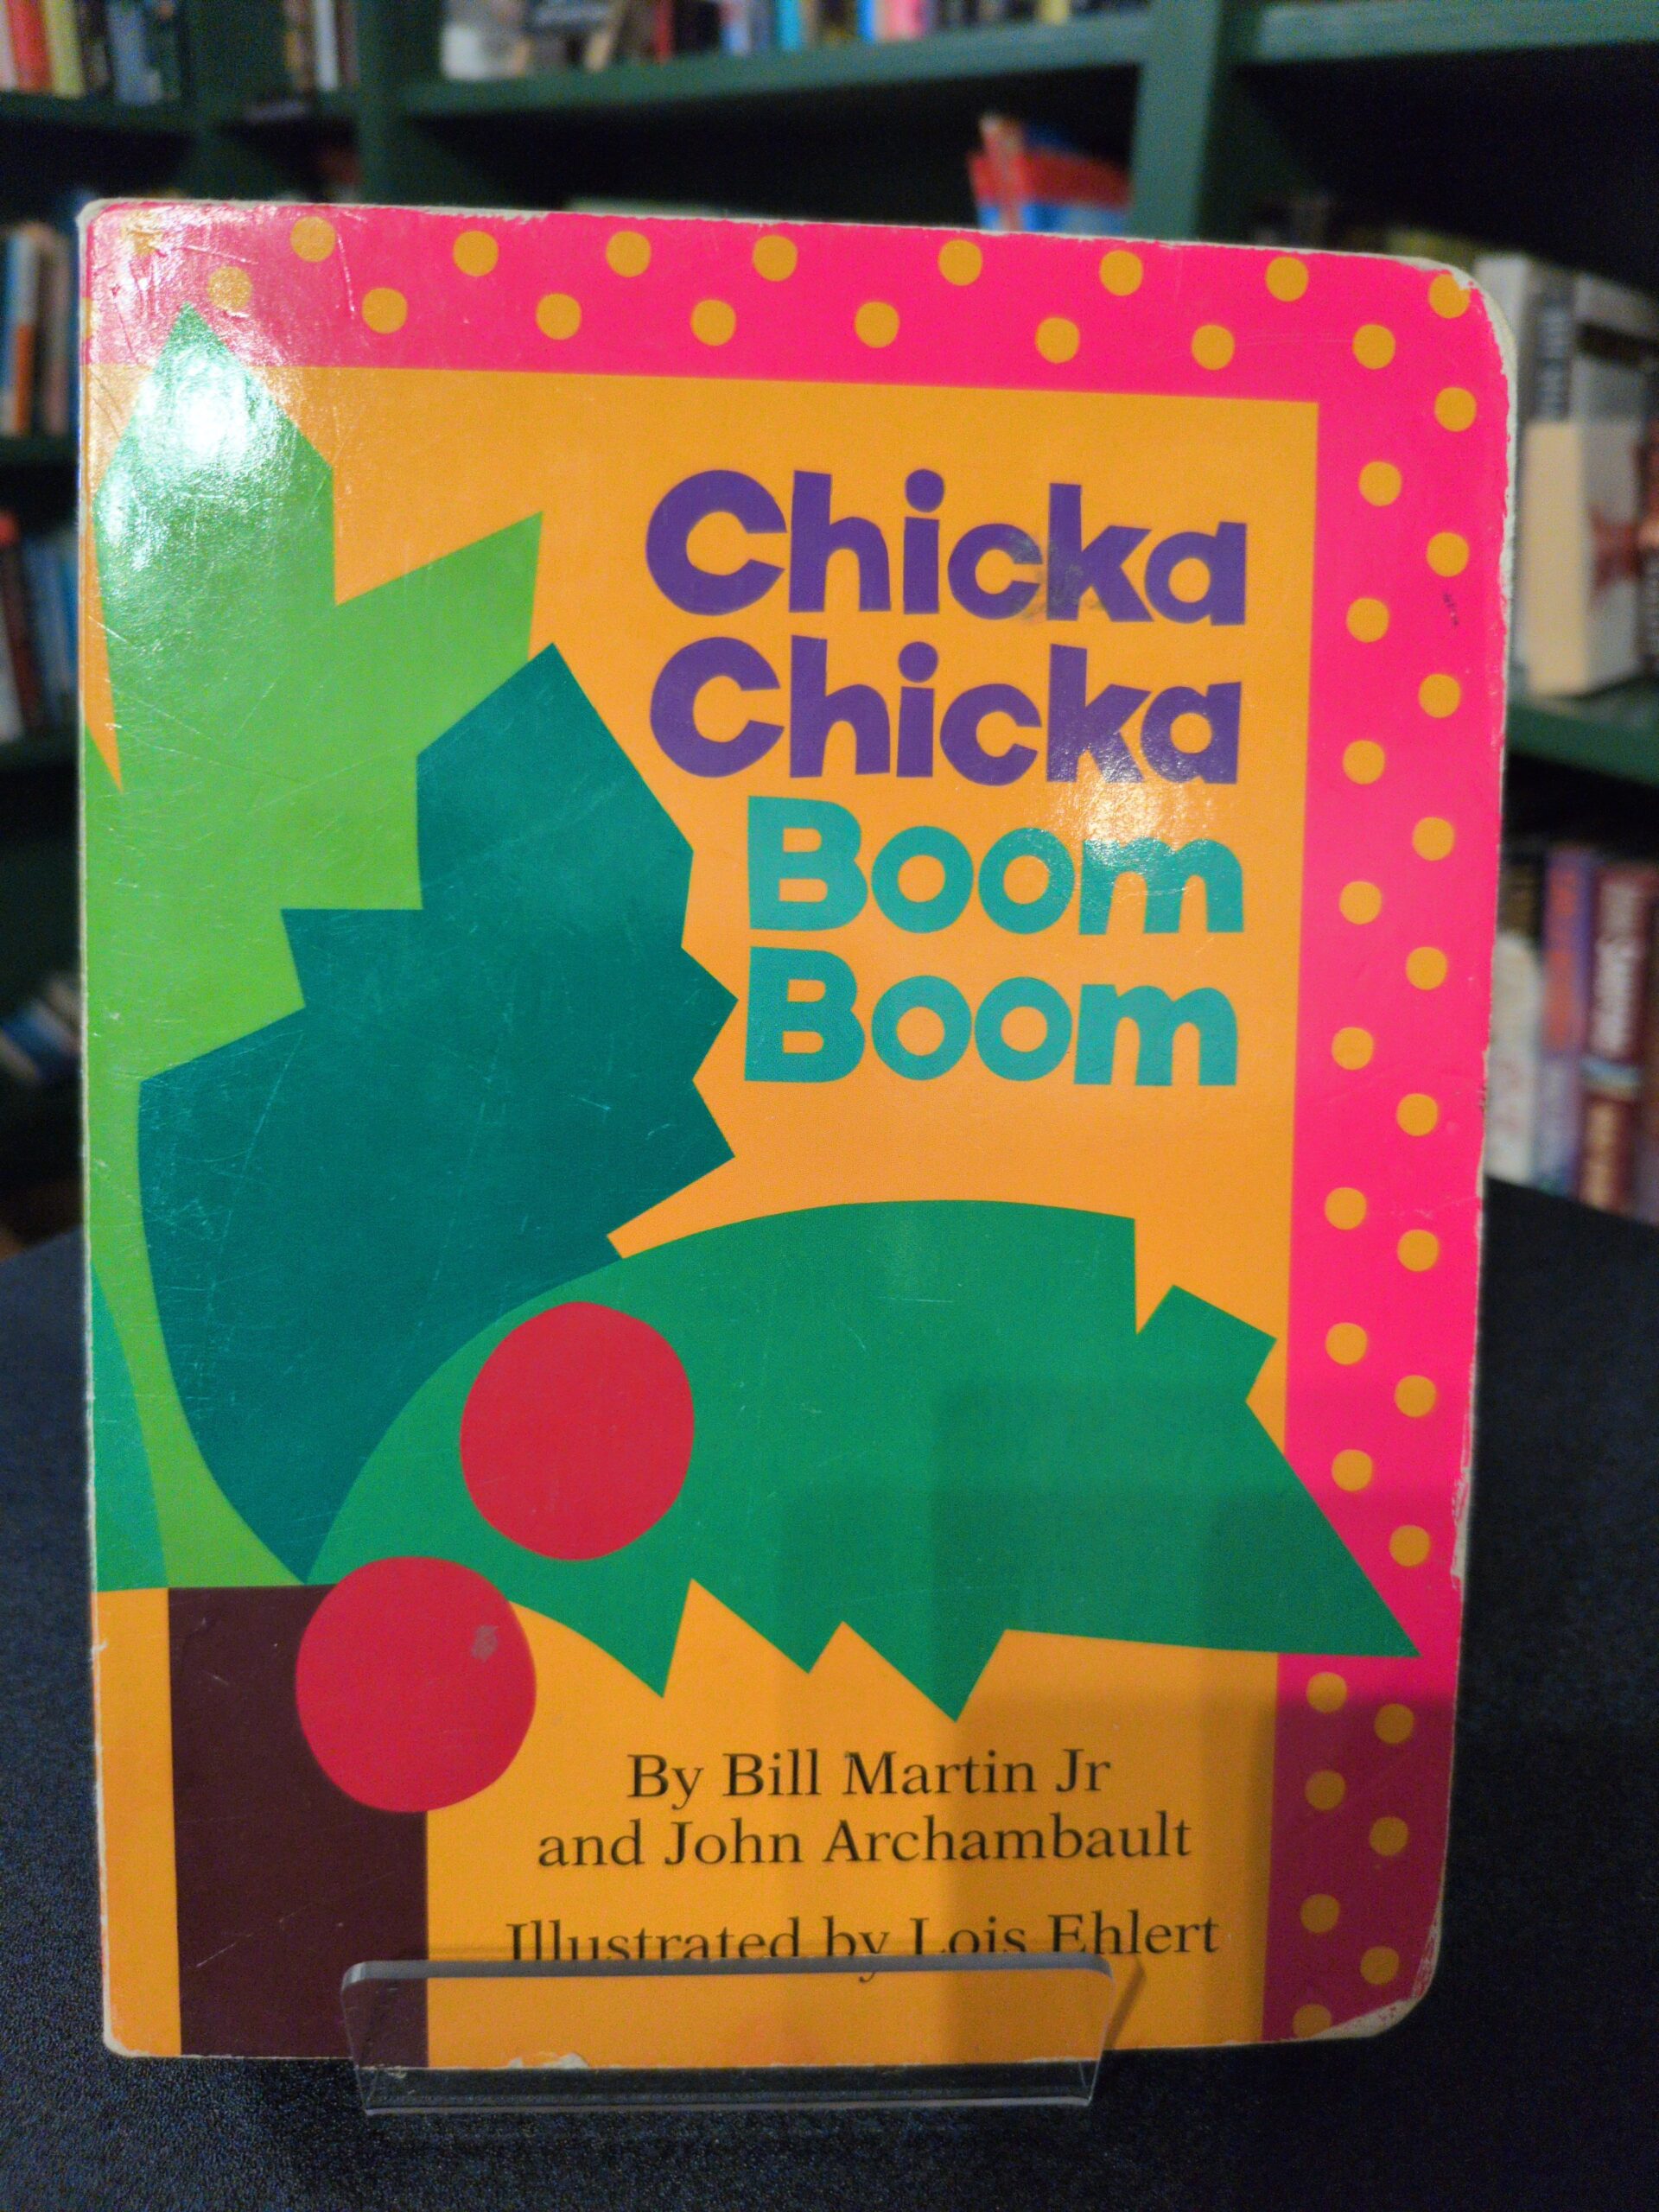 Chicka
Chicka
Boom
Boom
By Bill Martin Jr
and John Archambault
Illustrated by Lois Ehlert